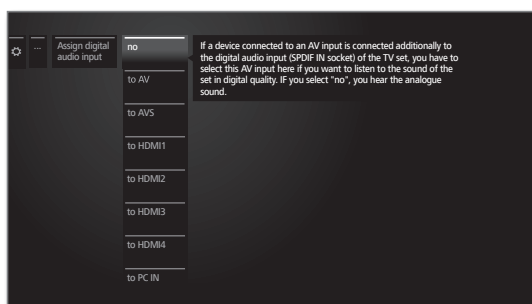 ...
Assign digital
audio input
no
If a device connected to an AV input is connected additionally to
the digital audio input (SPDIF IN socket) of the TV set, you have to
select this AV input here if you want to listen to the sound of the
set in digital quality. IF you select "no", you hear the analogue
sound.
to AV
to AVS
to HDMI1
to HDMI2
to HDMI3
to HDMI4
to PC IN